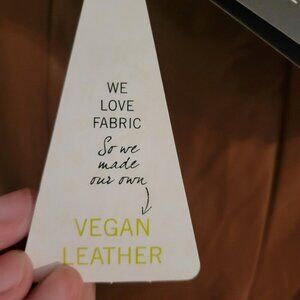 WE
LOVE
FABRIC
So we
made
our own
VEGAN
LEATHER